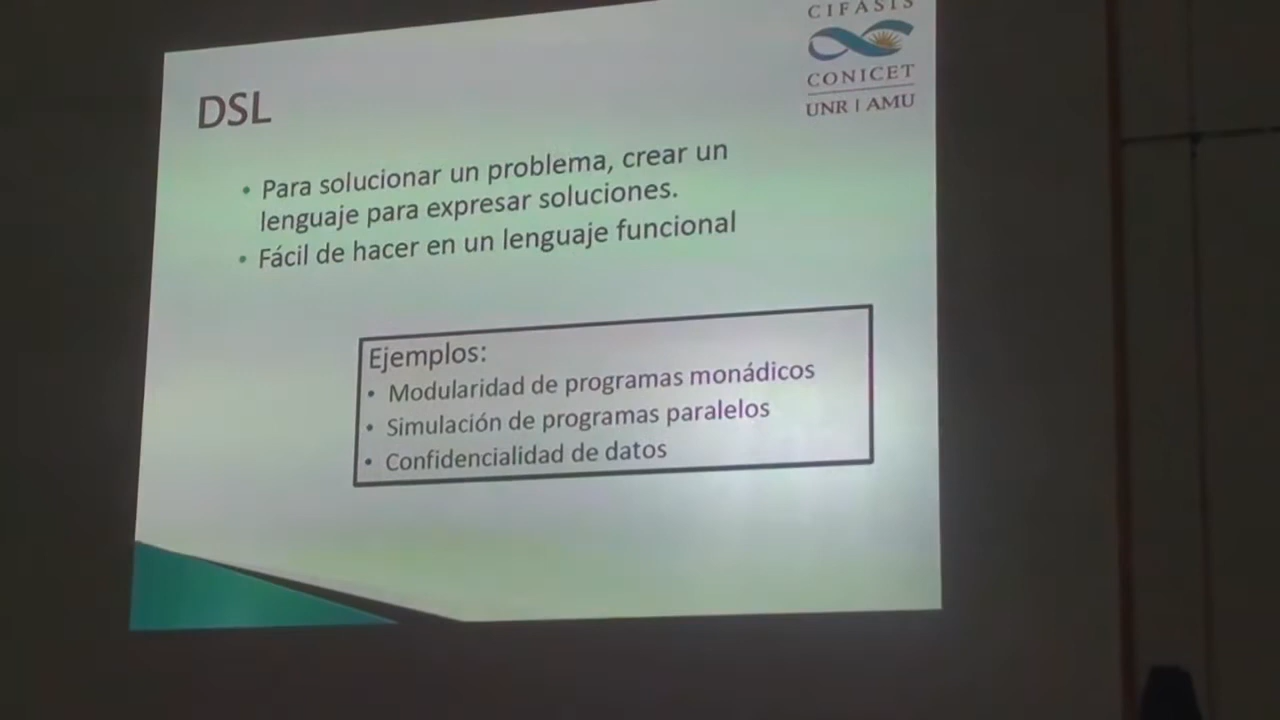 CIFASIS
CONICET
UNR | AMU
DSL
• Para solucionar un problema, crear un
lenguaje para expresar soluciones.
• Fácil de hacer en un lenguaje funcional
Ejemplos:
• Modularidad de programas monádicos
• Simulación de programas paralelos
• Confidencialidad de datos